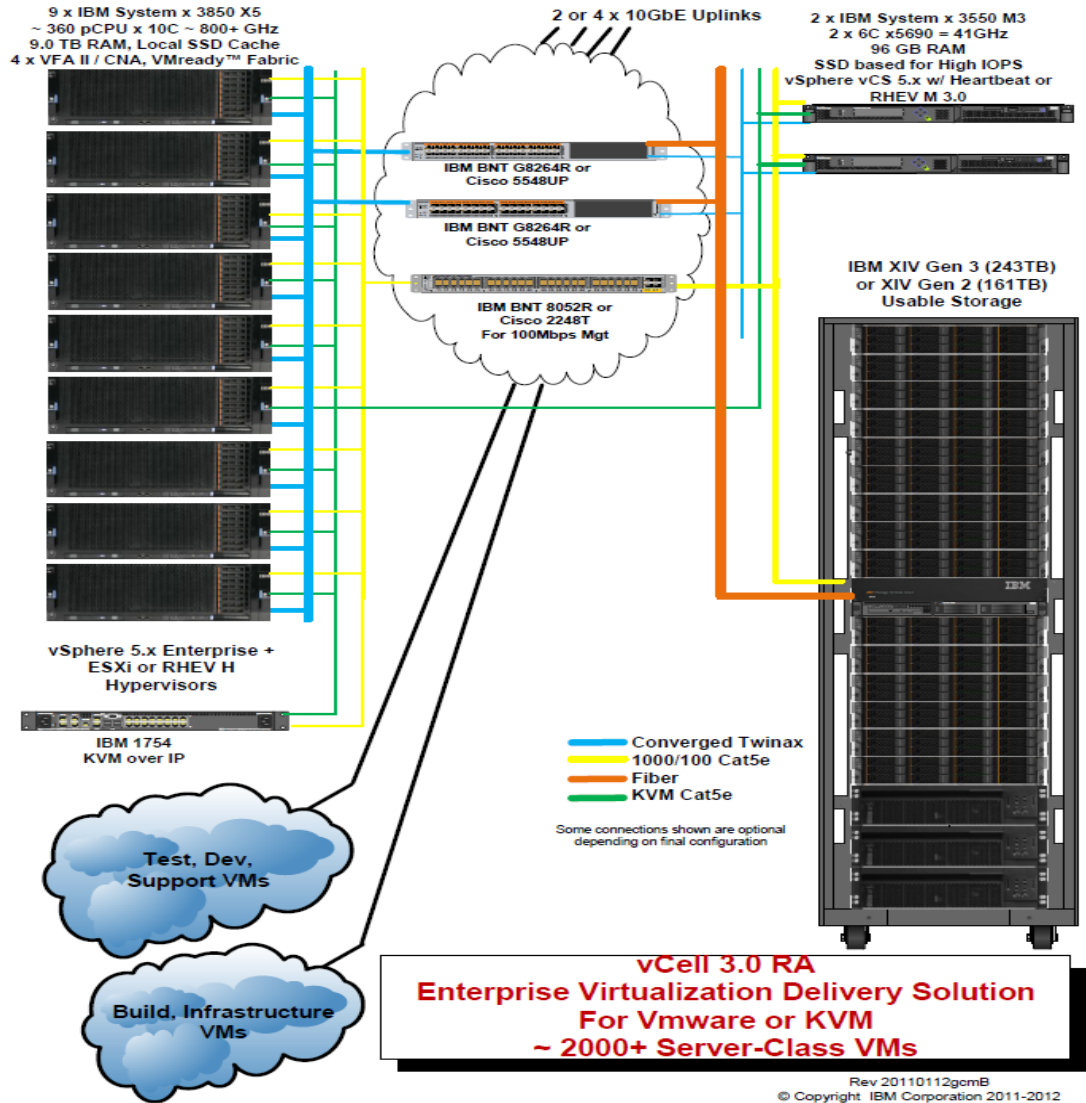 9 x IBM System x 3850 X5
~ 360 pCPU x 10C ~ 800+ GHz
9.0 TB RAM, Local SSD Cache
4 x VFA II / CNA, VMready™ Fabric
2 or 4 x 10GbE Uplinks
2 x IBM System x 3550 M3
2 x 6C x5690 = 41GHz
96 GB RAM
SSD based for High IOPS
vSphere vCS 5.x w/ Heartbeat or
RHEV M 3.0
IBM BNT G8264R or
Cisco 5548UP
IBM BNT G8264R or
Cisco 5548UP
IBM BNT 8052R or
Cisco 2248T
For 100Mbps Mgt
IBM XIV Gen 3 (243TB)
or XIV Gen 2 (161TB)
Usable Storage
IBM
vSphere 5.x Enterprise +
ESXi or RHEV H
Hypervisors
IBM 1754
KVM over IP
Converged Twinax
1000/100 Cat5e
Fiber
KVM Cat5e
Some connections shown are optional
depending on final configuration
Test, Dev,
Support VMs
Build, Infrastructure
VMs
vCell 3.0 RA
Enterprise Virtualization Delivery Solution
For Vmware or KVM
~ 2000+ Server-Class VMs
Rev 20110112gcmB
© Copyright IBM Corporation 2011-2012